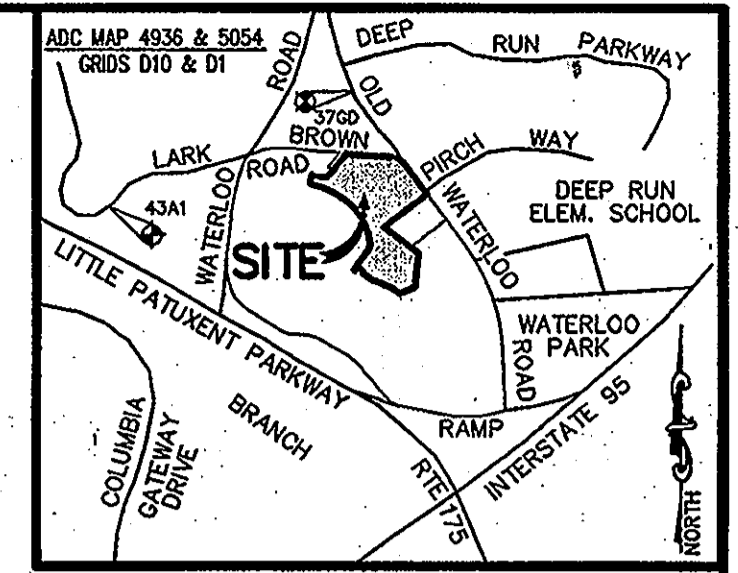 ADC MAP 4936 & 5054
GRIDS D10 & D1
ROAD
DEEP RUN PARKWAY
OLD
37GD
BROWN
LARK
ROAD
PIRCH WAY
43A1
WATERLOO
WATERLOO
DEEP RUN
ELEM. SCHOOL
SITE
LITTLE PATUXENT PARKWAY
WATERLOO
PARK
ROAD
COLUMBIA
GATEWAY
DRIVE
BRANCH
RAMP
INTERSTATE 95
RTE 175
NORTH